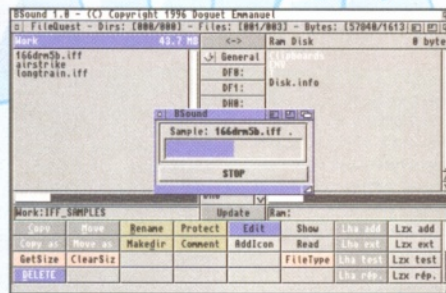 BSound 1.0 - (C) Copyright 1996 Doguet Emmanuel
FileQuest - Dirs: [000/000] - Files: [001/003] - Bytes: [57040/1613
Work 43.7 MB <-> Ram Disk 0 byte
166drm5b.iff
airstrike
longtrain.iff
General
DF0:
DF1:
DH0:
Clipboards
ENV
Disk.info
BSound
Sample: 166drm5b.iff .
STOP
Work:IFF_SAMPLES Update Ram:
Copy Move Rename Protect Edit Show Lha add Lzx add
Copy as Move as Makedir Comment AddIcon Read Lha ext Lzx ext
GetSize ClearSiz FileType Lha test Lzx test
DELETE Lha rép. Lzx rép.